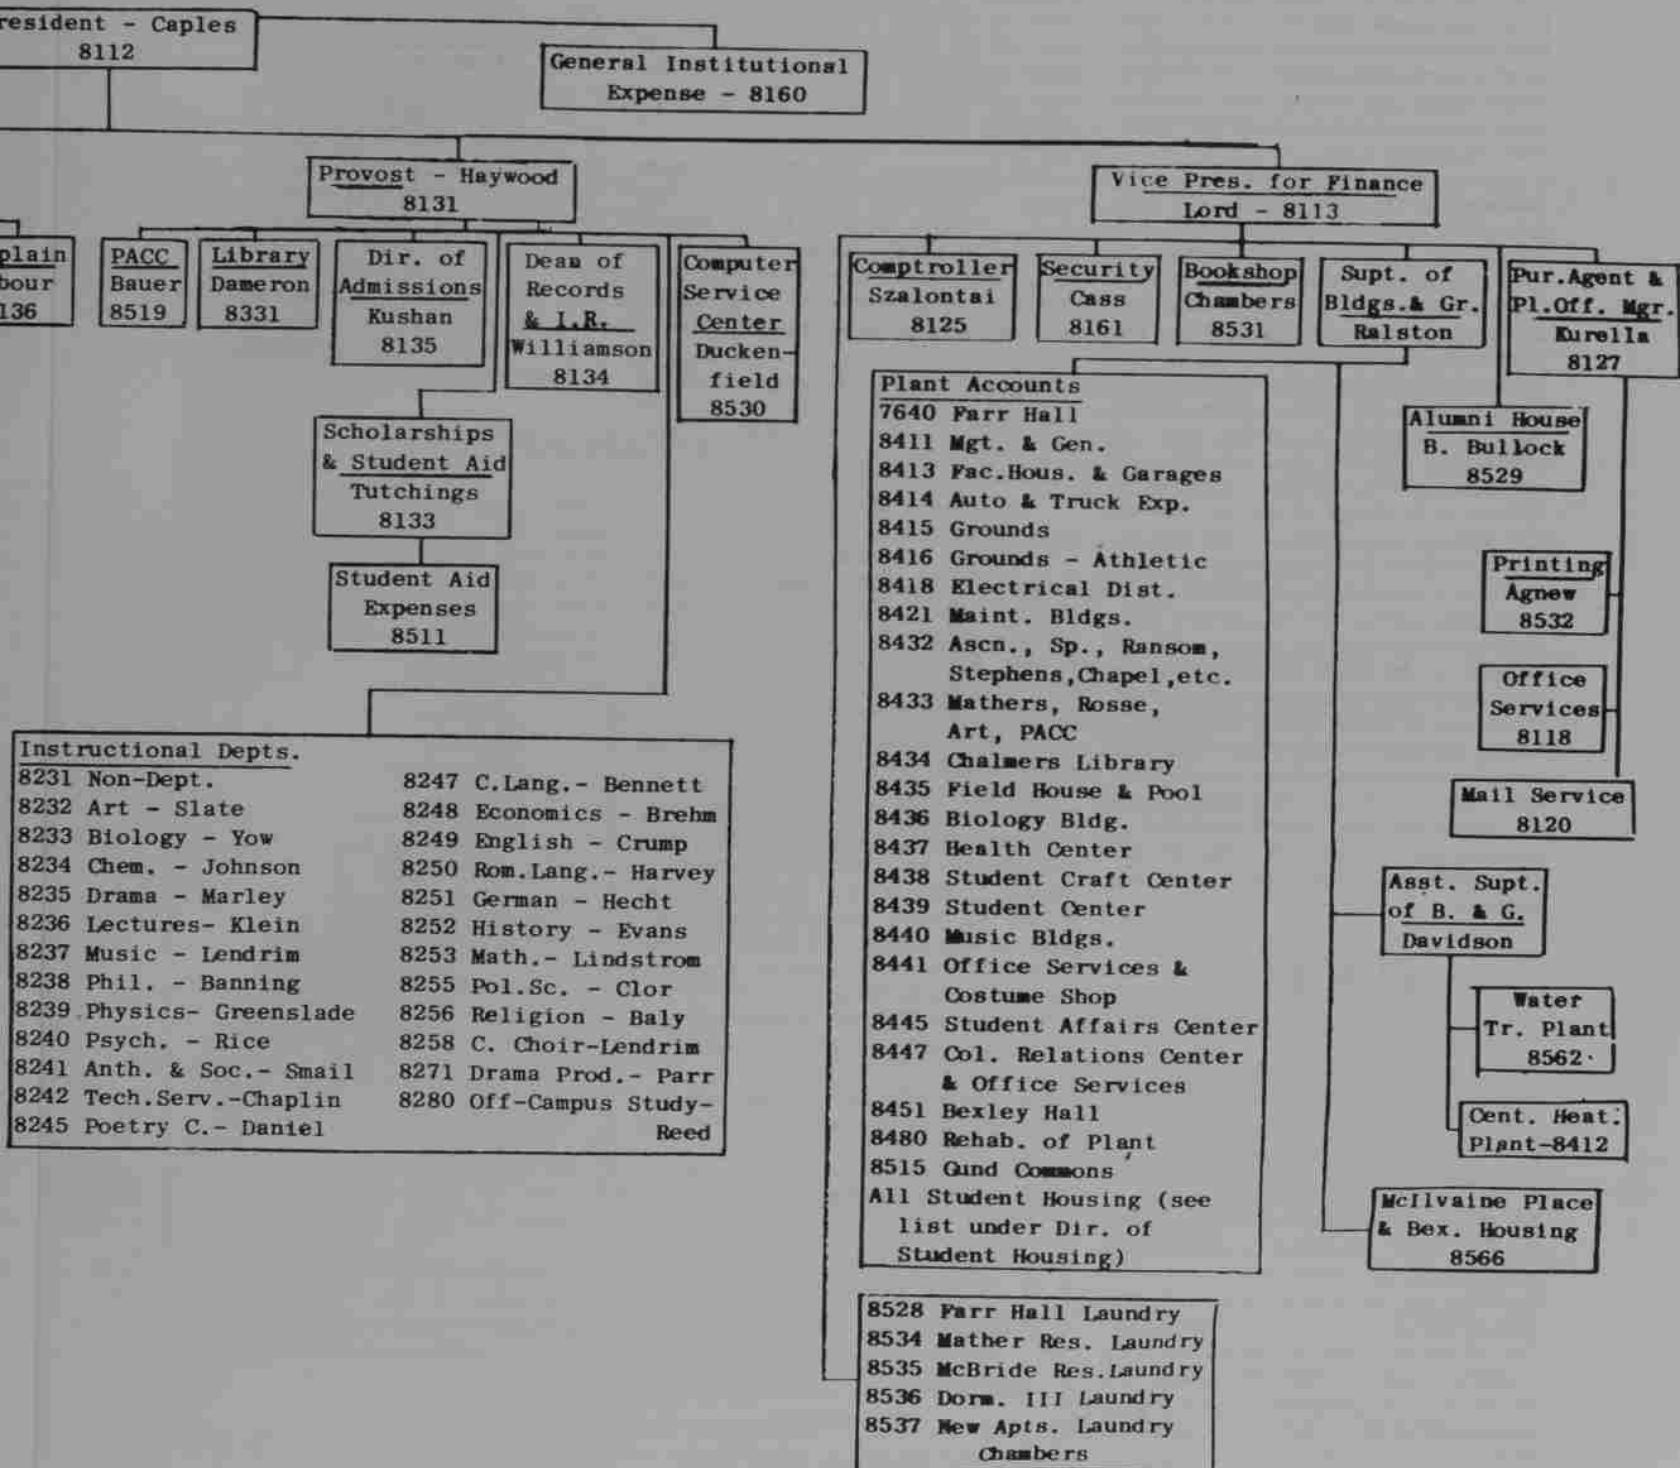 resident - Caples
8112
General Institutional
Expense - 8160
Provost - Haywood
8131
Vice Pres. for Finance
Lord - 8113
plain
bour
136
PACC
Bauer
8519
Library
Dameron
8331
Dir. of
Admissions
Kushan
8135
Dean of
Records
& I.R.
Williamson
8134
Computer
Service
Center
Ducken-
field
8530
Scholarships
& Student Aid
Tutchings
8133
Student Aid
Expenses
8511
Instructional Depts.
8231 Non-Dept.
8232 Art - Slate
8233 Biology - Yow
8234 Chem. - Johnson
8235 Drama - Marley
8236 Lectures- Klein
8237 Music - Lendrim
8238 Phil. - Banning
8239 Physics- Greenslade
8240 Psych. - Rice
8241 Anth. & Soc.- Smail
8242 Tech.Serv.-Chaplin
8245 Poetry C.- Daniel
8247 C.Lang.- Bennett
8248 Economics - Brehm
8249 English - Crump
8250 Rom.Lang.- Harvey
8251 German - Hecht
8252 History - Evans
8253 Math.- Lindstrom
8255 Pol.Sc. - Clor
8256 Religion - Baly
8258 C. Choir-Lendrim
8271 Drama Prod.- Parr
8280 Off-Campus Study-
Reed
Comptroller
Szalontai
8125
Security
Cass
8161
Bookshop
Chambers
8531
Supt. of
Bldgs.& Gr.
Ralston
Pur.Agent &
Pl.Off. Mgr.
Kurella
8127
Plant Accounts
7640 Farr Hall
8411 Mgt. & Gen.
8413 Fac.Hous. & Garages
8414 Auto & Truck Exp.
8415 Grounds
8416 Grounds - Athletic
8418 Electrical Dist.
8421 Maint. Bldgs.
8432 Ascn., Sp., Ransom,
Stephens,Chapel,etc.
8433 Mathers, Rosse,
Art, PACC
8434 Chalmers Library
8435 Field House & Pool
8436 Biology Bldg.
8437 Health Center
8438 Student Craft Center
8439 Student Center
8440 Music Bldgs.
8441 Office Services &
Costume Shop
8445 Student Affairs Center
8447 Col. Relations Center
& Office Services
8451 Bexley Hall
8480 Rehab. of Plant
8515 Gund Commons
All Student Housing (see
list under Dir. of
Student Housing)
8528 Farr Hall Laundry
8534 Mather Res. Laundry
8535 McBride Res.Laundry
8536 Dorm. III Laundry
8537 New Apts. Laundry
Chambers
Alumni House
B. Bullock
8529
Printing
Agnew
8532
Office
Services
8118
Mail Service
8120
Asst. Supt.
of B. & G.
Davidson
Water
Tr. Plant
8562
Cent. Heat.
Plant-8412
McIlvaine Place
& Bex. Housing
8566